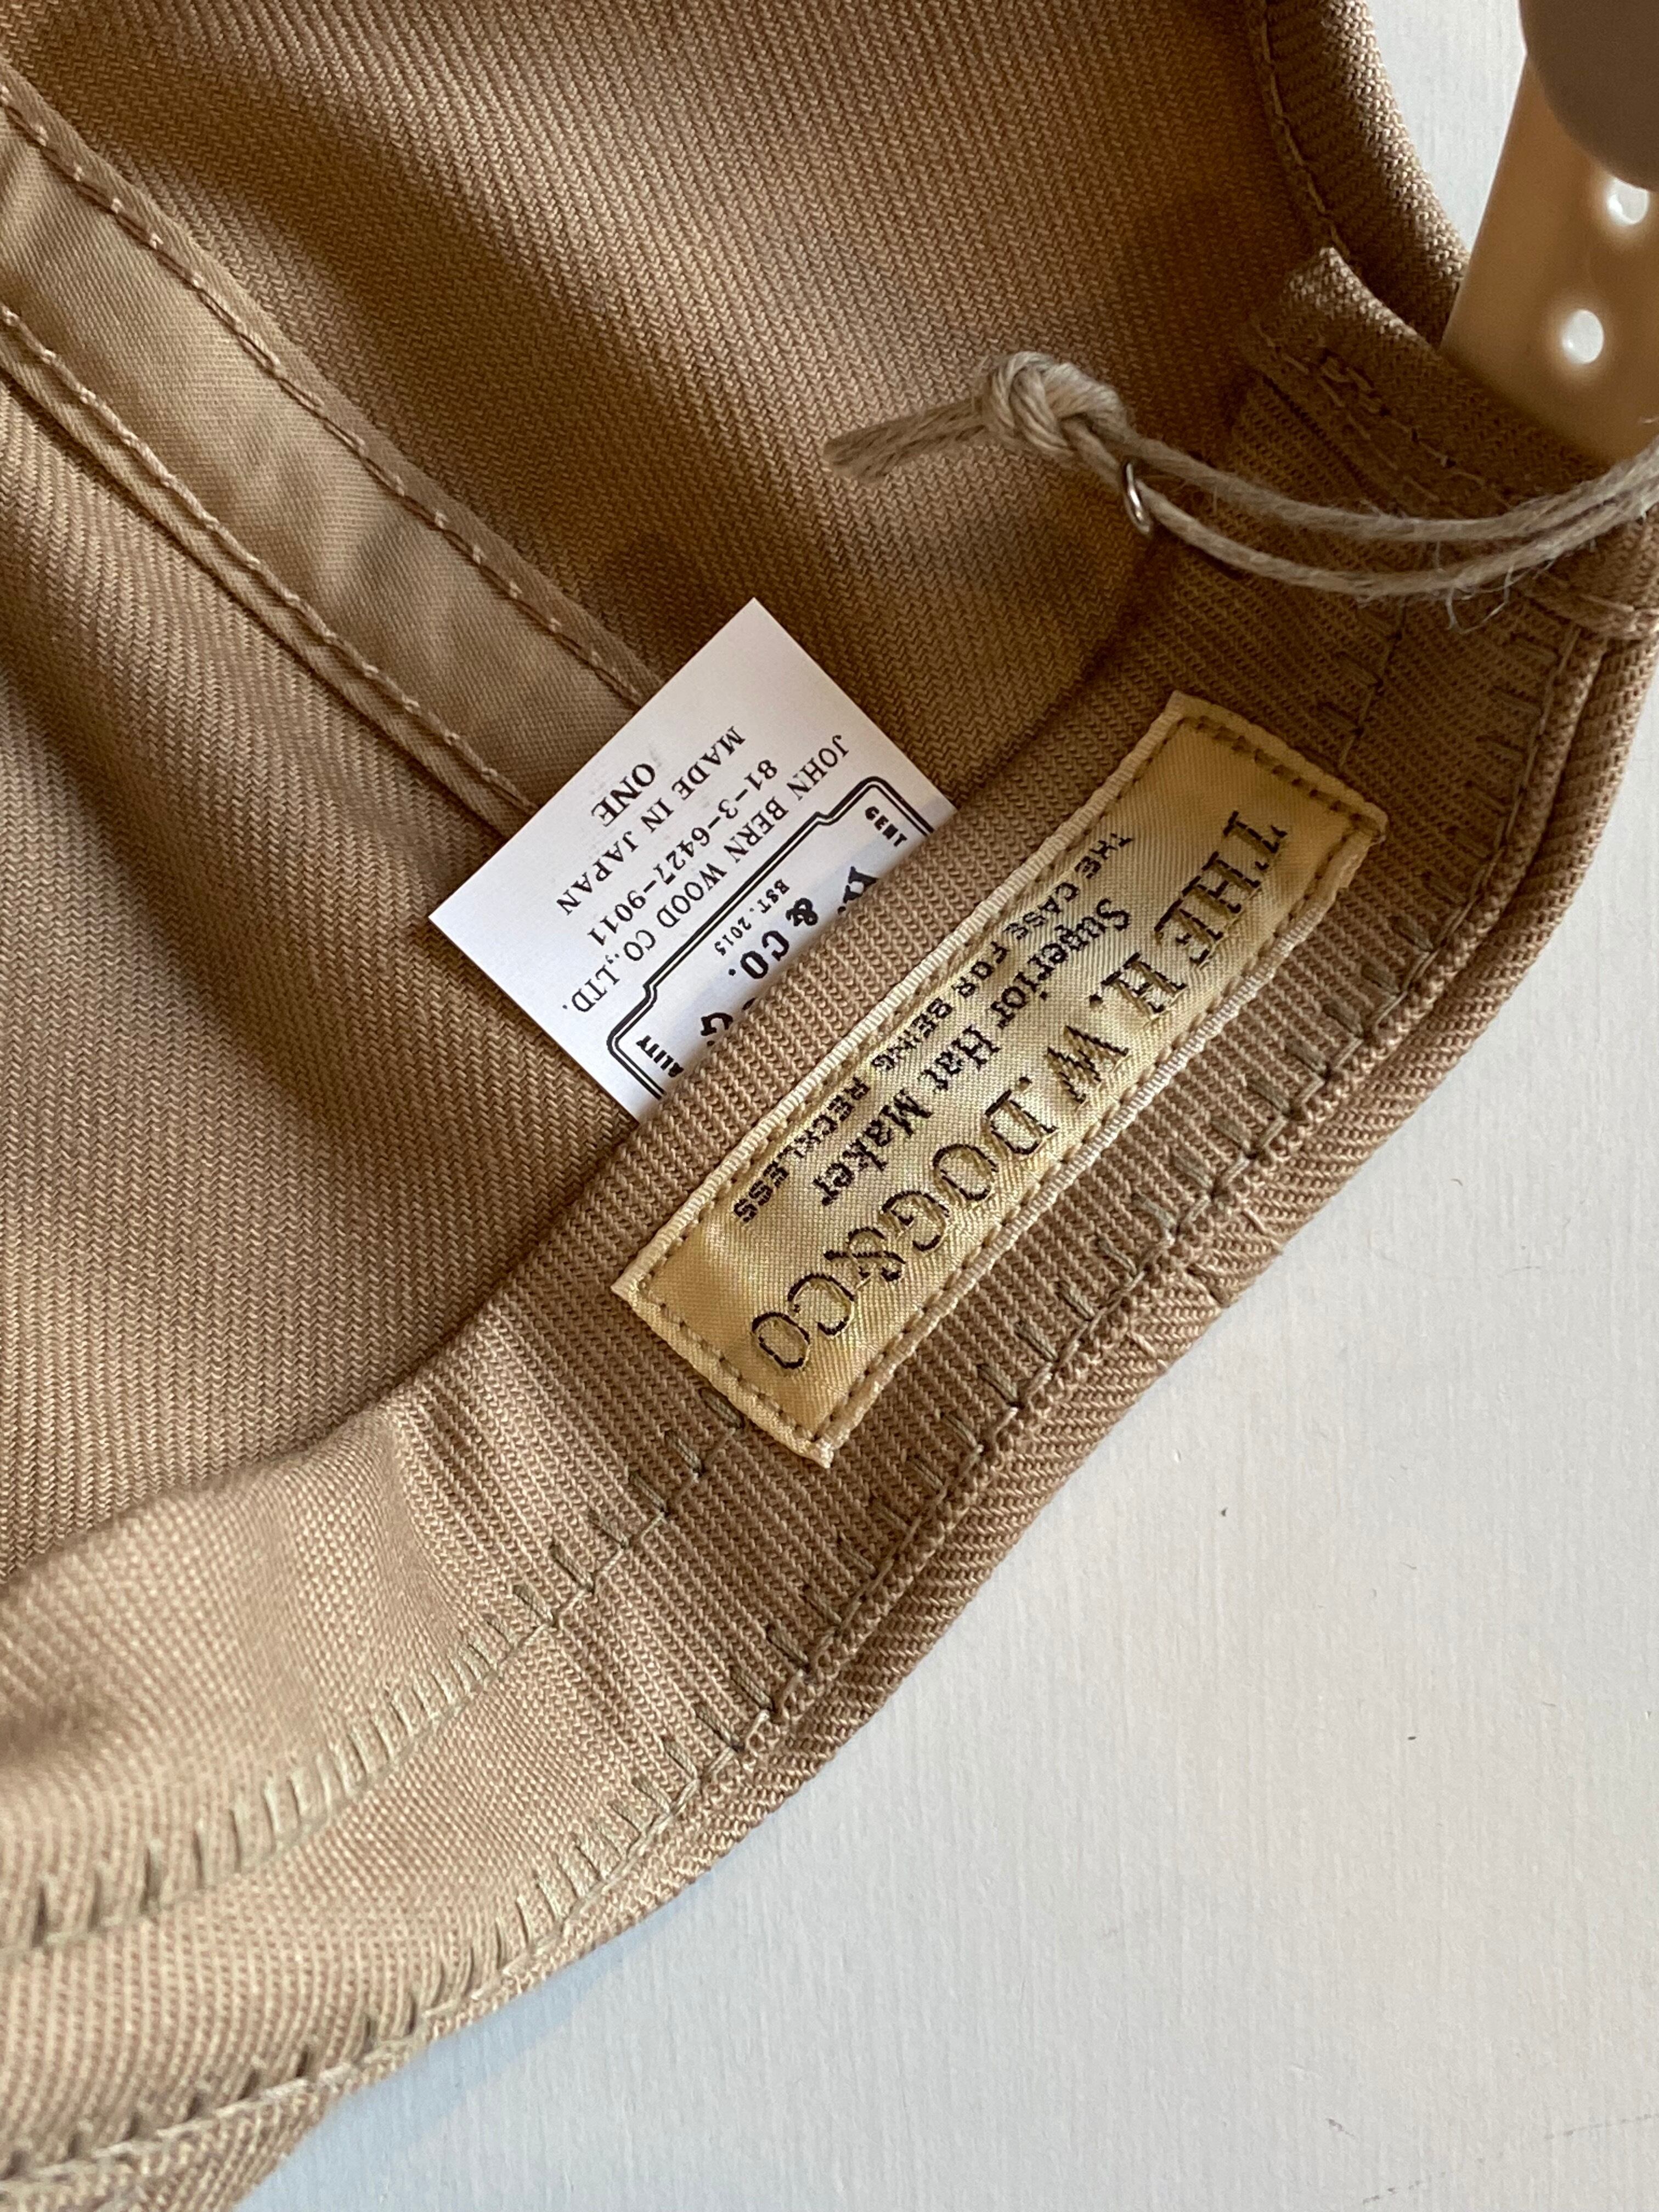 THE H.W.DOG&CO
Superior Hat Maker
THE CASE FOR BEING RECKLESS
& CO.
EST. 2015
JOHN BERN WOOD CO.,LTD.
81-3-6427-9011
MADE IN JAPAN
ONE